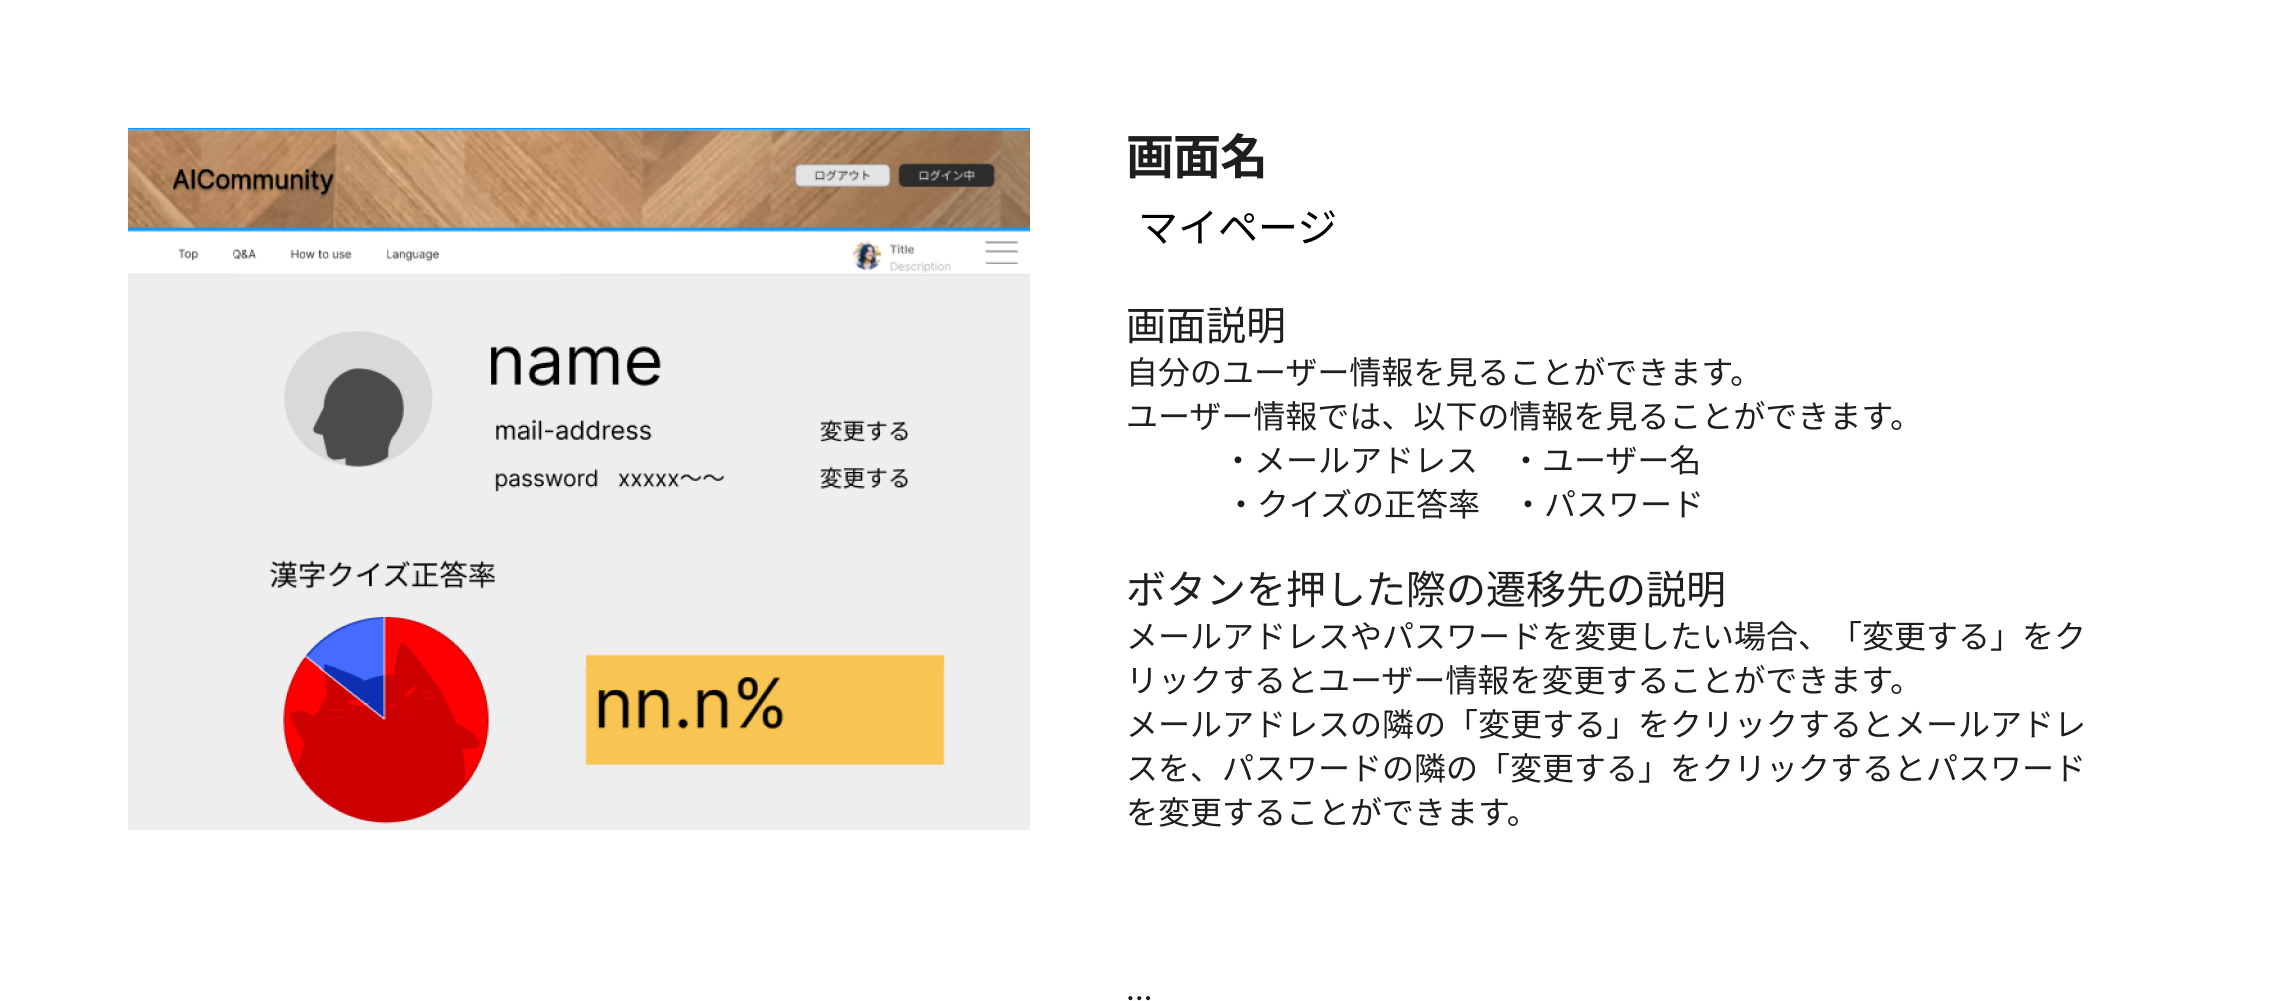 AICommunity
ログアウト ログイン中
Top Q&A How to use Language
Title
Description
name
mail-address 変更する
password xxxxx〜〜 変更する
漢字クイズ正答率
nn.n%
画面名
マイページ
画面説明
自分のユーザー情報を見ることができます。
ユーザー情報では、以下の情報を見ることができます。
・メールアドレス ・ユーザー名
・クイズの正答率 ・パスワード
ボタンを押した際の遷移先の説明
メールアドレスやパスワードを変更したい場合、「変更する」をク
リックするとユーザー情報を変更することができます。
メールアドレスの隣の「変更する」をクリックするとメールアドレ
スを、パスワードの隣の「変更する」をクリックするとパスワード
を変更することができます。
...